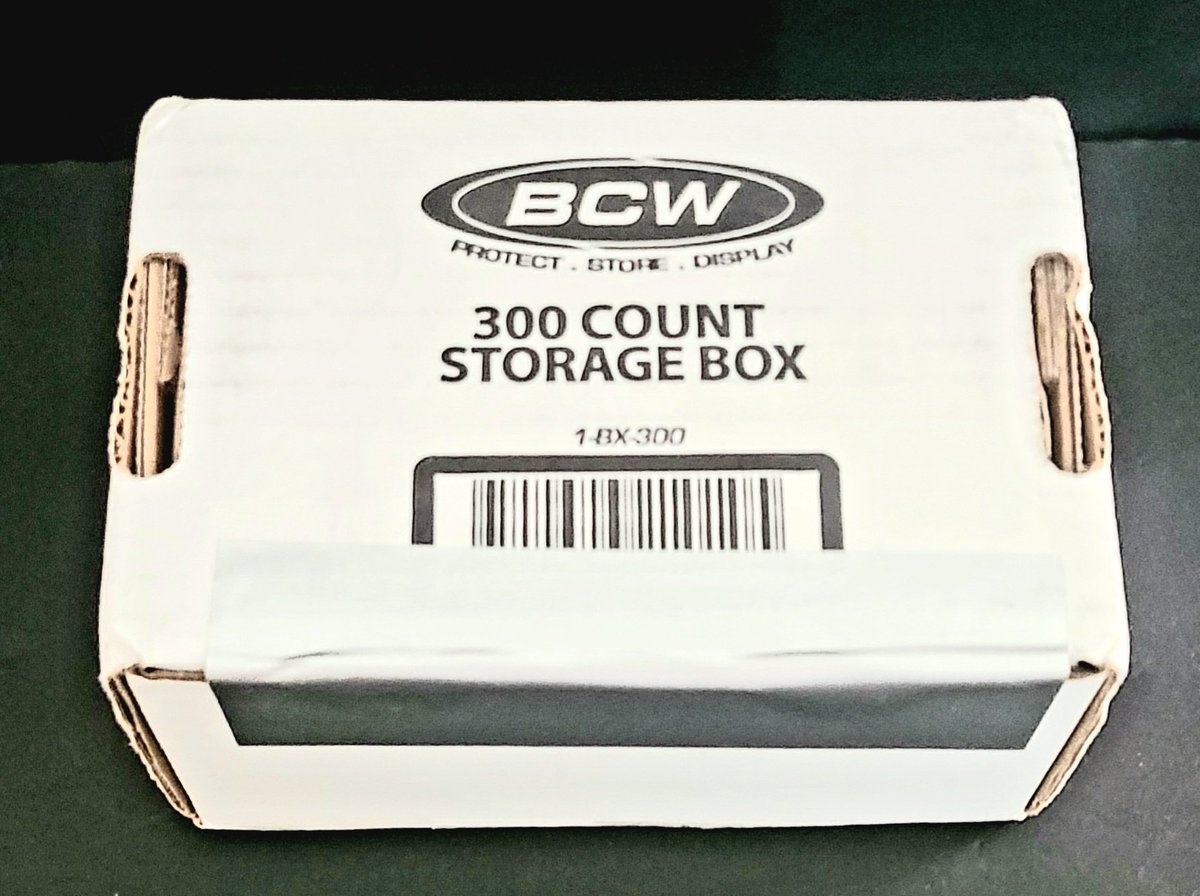 BCW
PROTECT . STORE . DISPLAY
300 COUNT
STORAGE BOX
1-BX-300